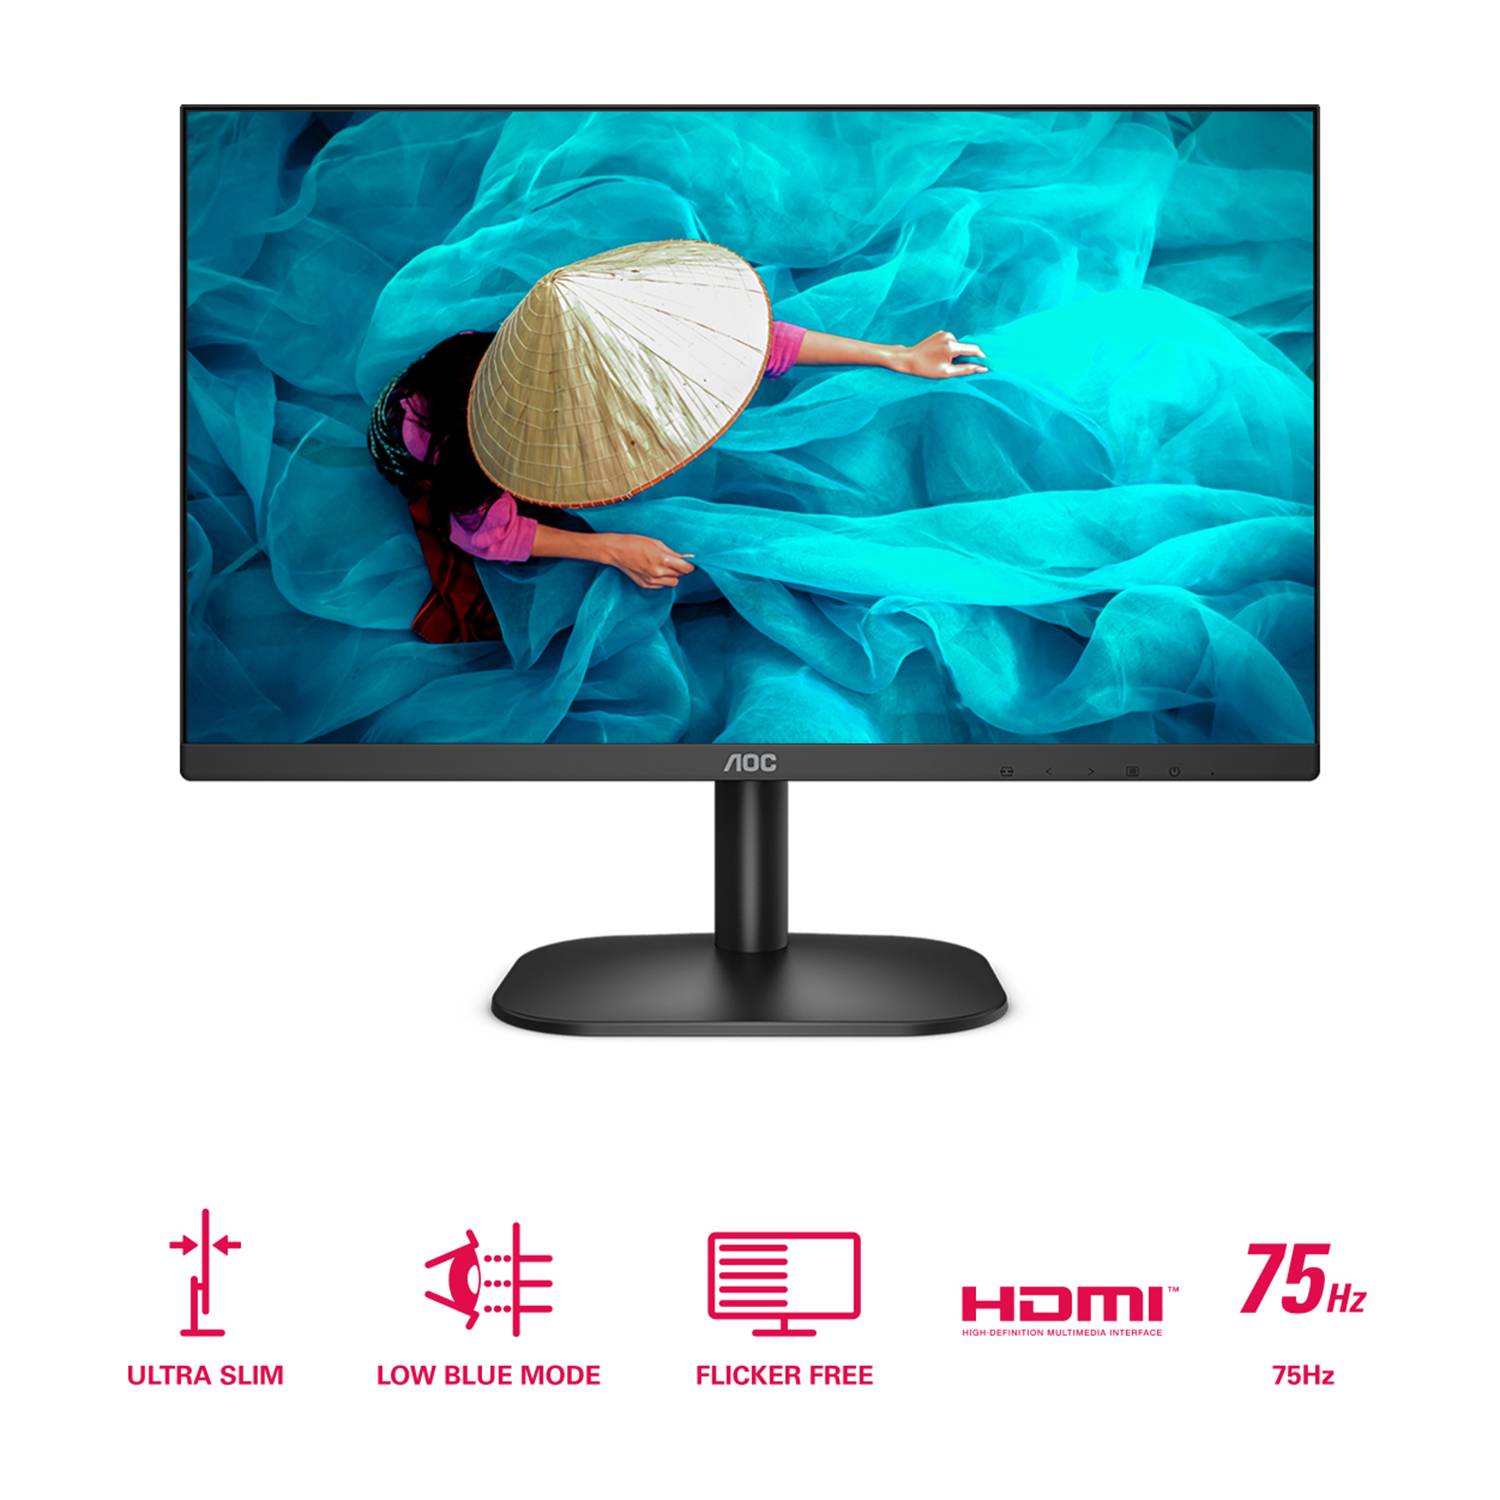 AOC
HDMI™
HIGH-DEFINITION MULTIMEDIA INTERFACE
75Hz
ULTRA SLIM
LOW BLUE MODE
FLICKER FREE
75Hz